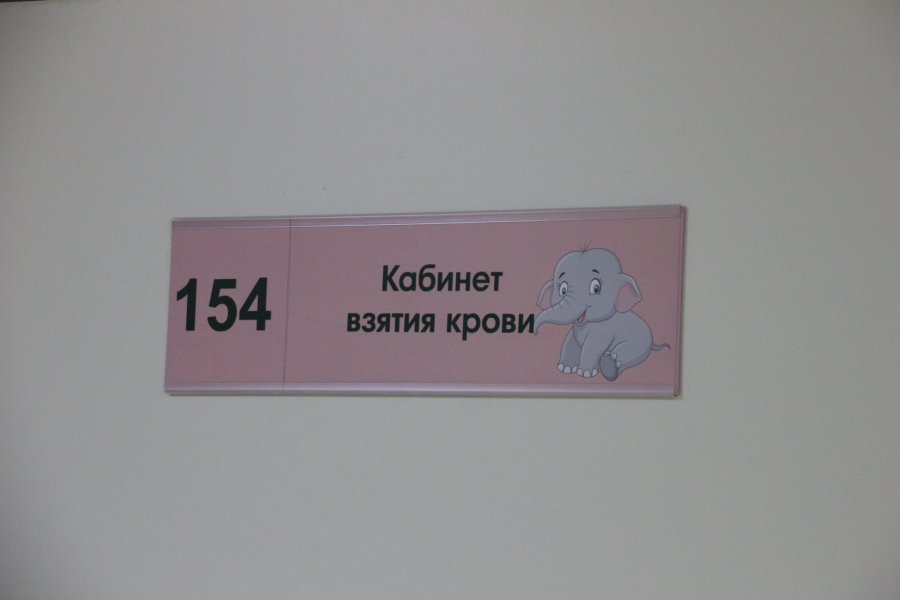 154
Кабинет
взятия крови